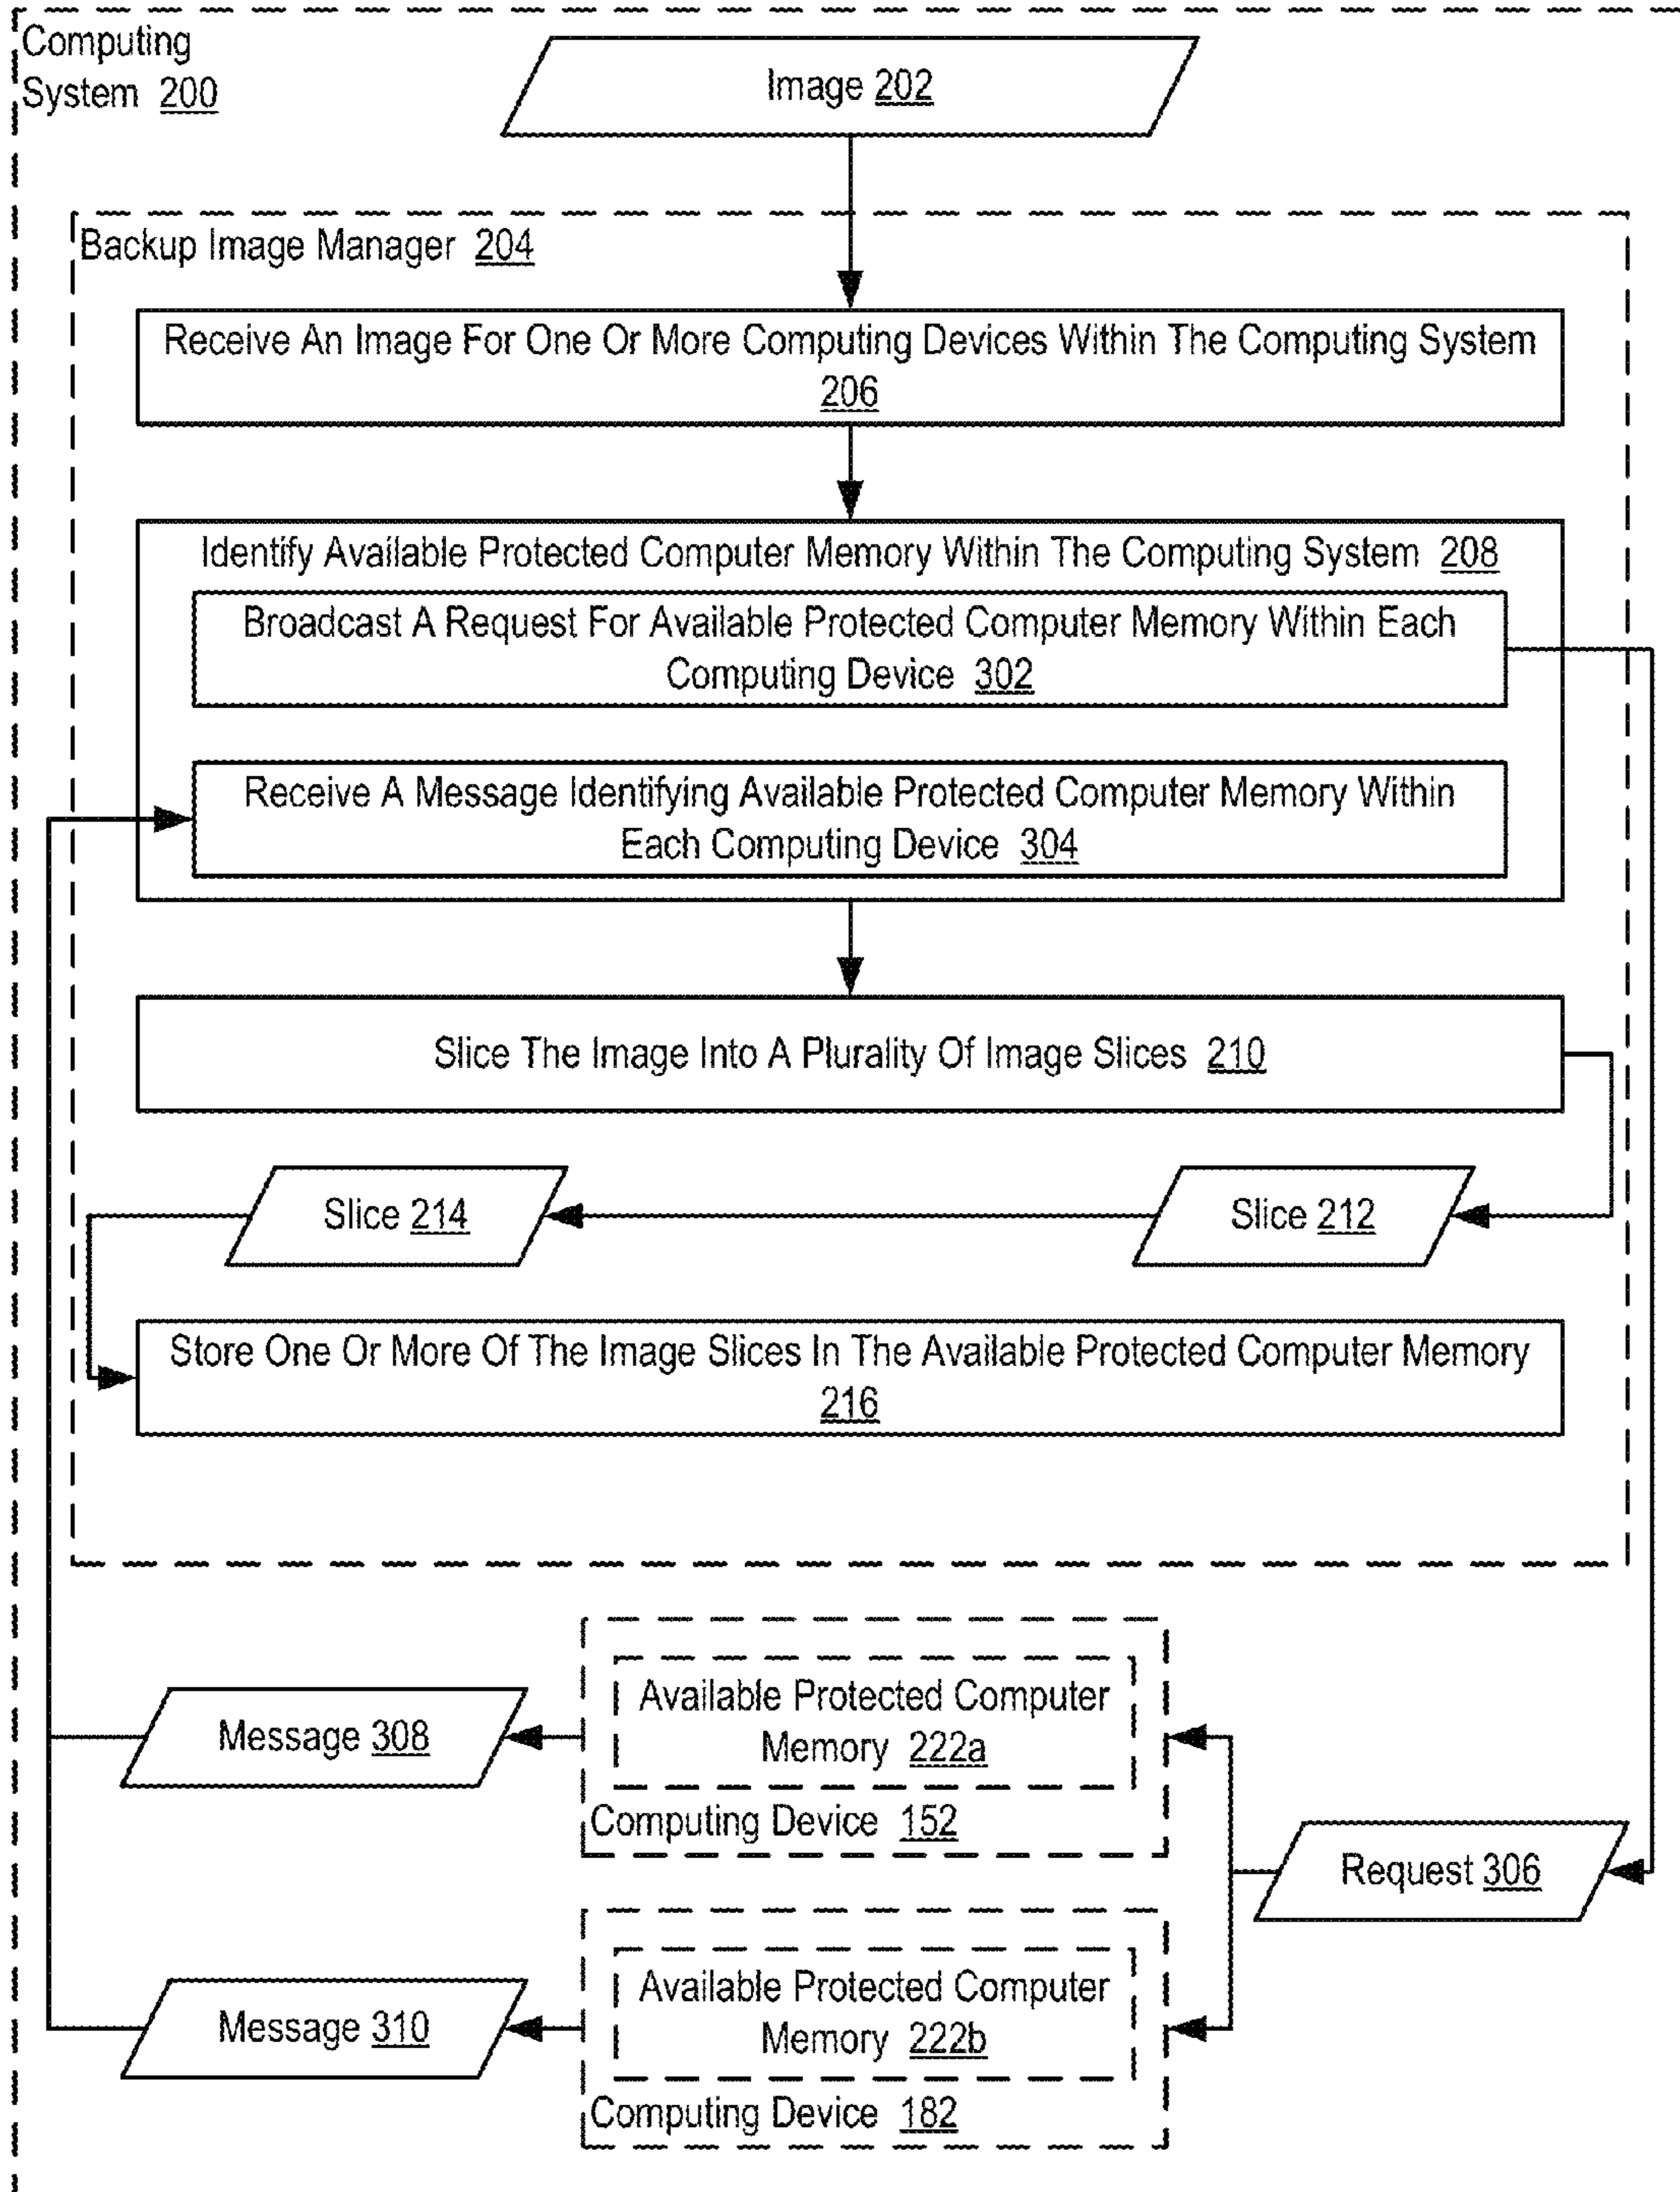 Computing
System 200
Image 202
Backup Image Manager 204
Receive An Image For One Or More Computing Devices Within The Computing System
206
Identify Available Protected Computer Memory Within The Computing System 208
Broadcast A Request For Available Protected Computer Memory Within Each
Computing Device 302
Receive A Message Identifying Available Protected Computer Memory Within
Each Computing Device 304
Slice The Image Into A Plurality Of Image Slices 210
Slice 214
Slice 212
Store One Or More Of The Image Slices In The Available Protected Computer Memory
216
Available Protected Computer
Memory 222a
Message 308
Computing Device 152
Request 306
Available Protected Computer
Memory 222b
Message 310
Computing Device 182